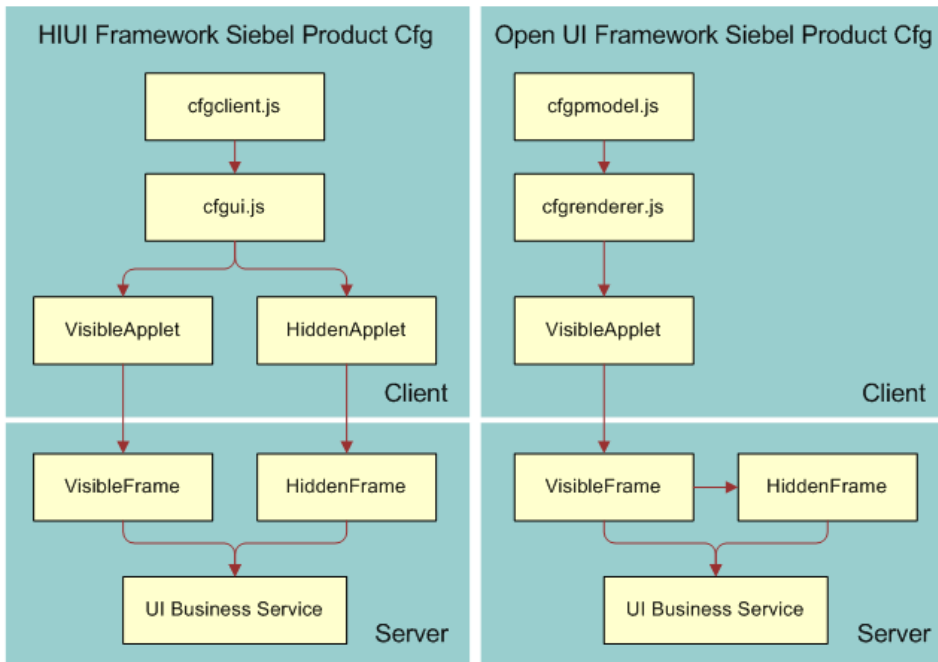 HIUI Framework Siebel Product Cfg
cfgclient.js
cfgui.js
VisibleApplet
HiddenApplet
Client
VisibleFrame
HiddenFrame
UI Business Service
Server
Open UI Framework Siebel Product Cfg
cfgpmodel.js
cfgrenderer.js
VisibleApplet
Client
VisibleFrame
HiddenFrame
UI Business Service
Server